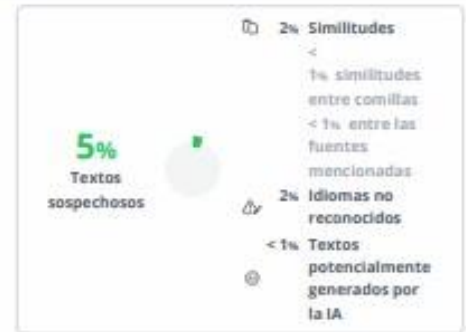 5%
Textos
sospechosos
2% Similitudes
<
1% similitudes
entre comillas
< 1% entre las
fuentes
mencionadas
2% Idiomas no
reconocidos
< 1% Textos
potencialmente
generados por
la IA